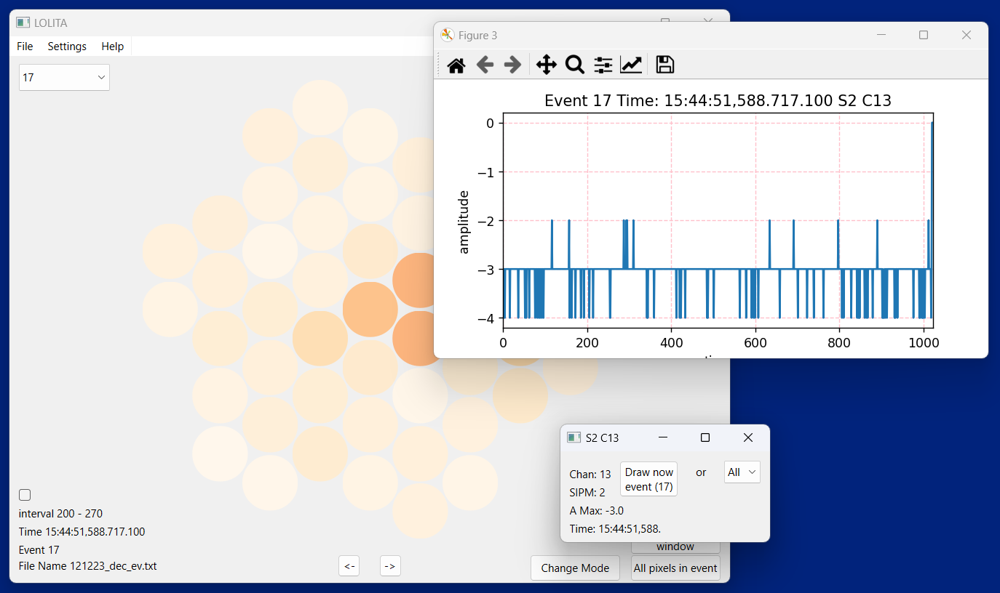 LOLITA
File Settings Help
17
interval 200 - 270
Time 15:44:51,588.717.100
Event 17
File Name 121223_dec_ev.txt
<-
->
Change Mode
window
All pixels in event
Figure 3
Event 17 Time: 15:44:51,588.717.100 S2 C13
amplitude
0
−1
−2
−3
−4
0 200 400 600 800 1000
S2 C13
Chan: 13
SIPM: 2
A Max: -3.0
Time: 15:44:51,588.
Draw now
event (17)
or
All